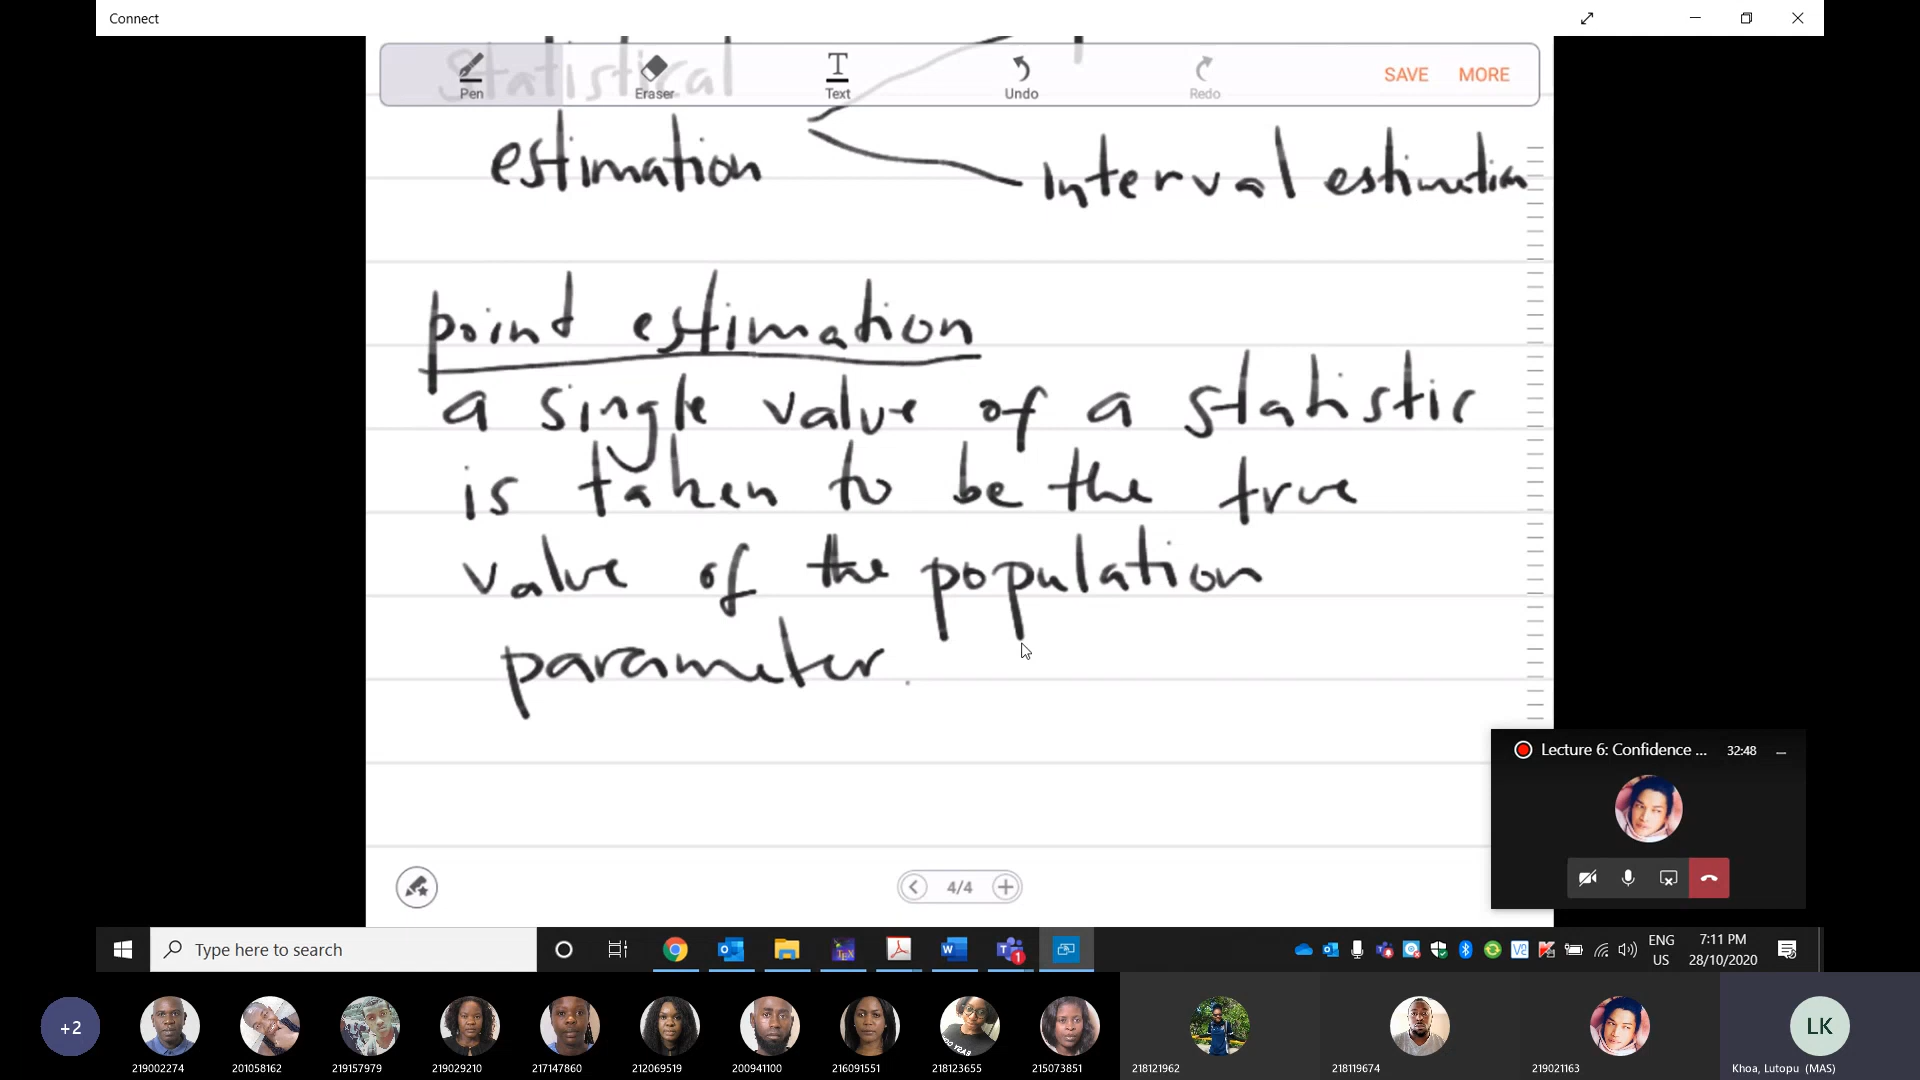 Connect
Statistical
Pen
Eraser
Text
Undo
Redo
SAVE
MORE
estimation
Interval estimation
point estimation
a single value of a statistic
is taken to be the true
value of the population
parameter.
Lecture 6: Confidence ...
32:48
4/4
Type here to search
ENG
US
7:11 PM
28/10/2020
+2
LK
219002274
201058162
219157979
219029210
217147860
212069519
200941100
216091551
218123655
215073851
218121962
218119674
219021163
Khoa, Lutopu (MAS)